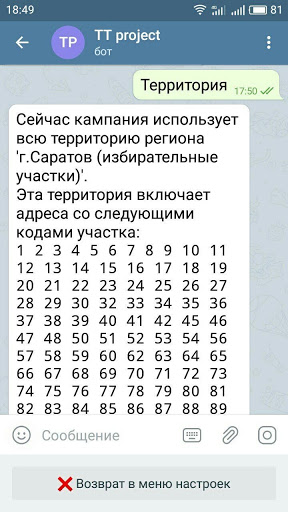 18:49
81
TP
TT project
бот
Территория
17:50
Сейчас кампания использует
всю территорию региона
'г.Саратов (избирательные
участки)'.
Эта территория включает
адреса со следующими
кодами участка:
1 2 3 4 5 6 7 8 9 10 11
12 13 14 15 16 17 18 19
20 21 22 23 24 25 26 27
28 29 30 31 32 33 34 35 36
37 38 39 40 41 42 45 46
47 48 50 51 52 53 54 56
57 58 59 60 61 62 64 65
66 67 68 69 70 71 72 73
74 75 76 77 78 79 80 81
82 83 84 85 86 87 88 89
Сообщение
Возврат в меню настроек